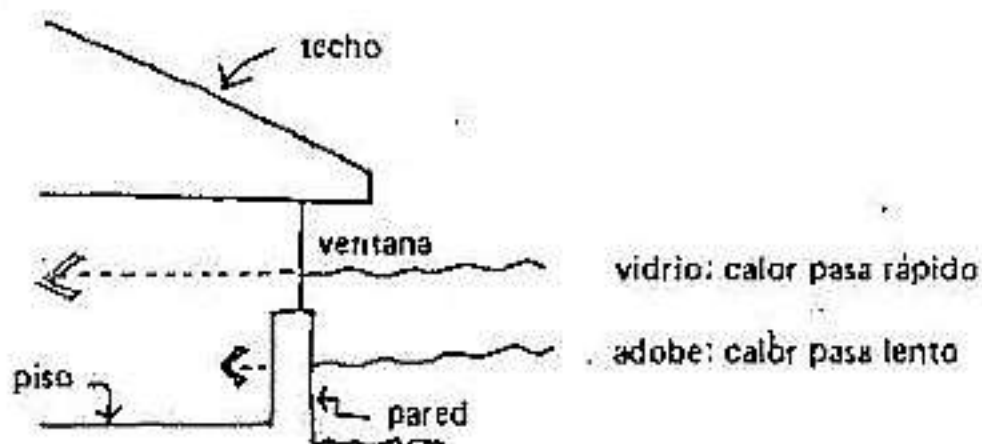 techo
ventana
vidrio: calor pasa rápido
adobe: calor pasa lento
piso
pared